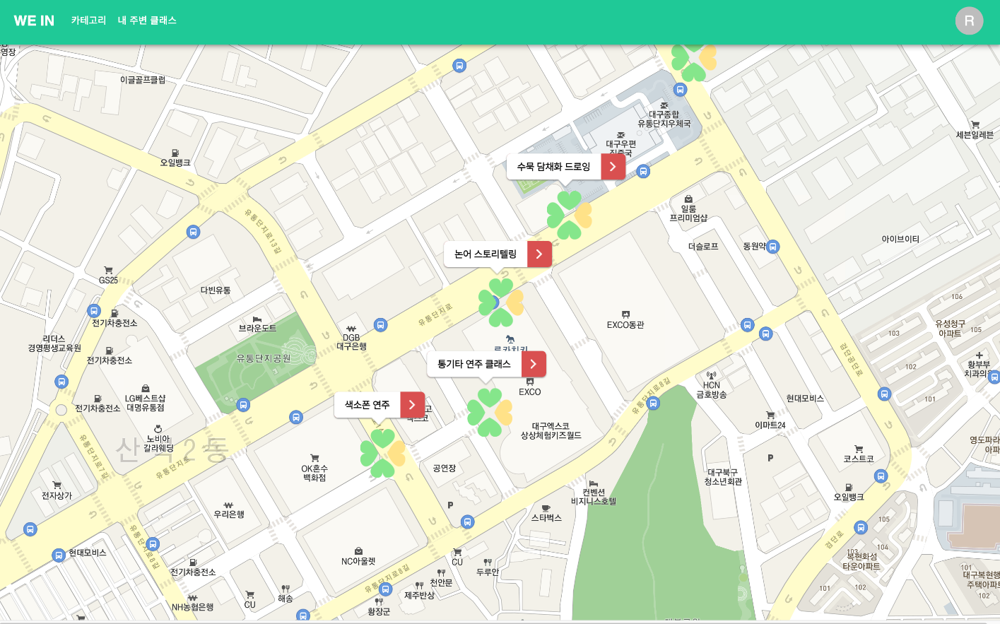 WE IN
카테고리
내 주변 클래스
R
영장
이글골프클럽
대구종합
유통단지우체국
세븐일레븐
대구우편
집중국
오일뱅크
수묵 담채화 드로잉
일룸
프리미엄샵
유통단지로13길
아이브이티
더슬로프
동원약
논어 스토리텔링
GS25
다빈유통
106
유통단지로
EXCO동관
전기차충전소
브라운도트
유성청구
아파트
103
105
104
리더스
경영평생교육원
DGB
대구은행
101
전기차충전소
유통단지공원
검단공단로
102
황부부
치과의원
통기타 연주 클래스
EXCO
유통단지로8길
HCN
금호방송
LG베스트샵
대명유통점
현대모비스
전기차충전소
색소폰 연주
노비아
갈라웨딩
대구엑스코
상상체험키즈월드
이마트24
산격2동
유통단지로7길
유통단지로
영도파라
아파
P
코스트코
OK혼수
백화점
공연장
대구북구
청소년회관
전자상가
컨벤션
비지니스호텔
오일뱅크
우리은행
P
스타벅스
105
104
검단로
현대모비스
유통단지로8길
103
복현화성
타운아파트
NC아울렛
CU
두루안
101
대구복현행
주택아파트
전기차충전소
천안문
유통단지로8길
제주반상
101
102
해송
NH농협은행
CU
황장군